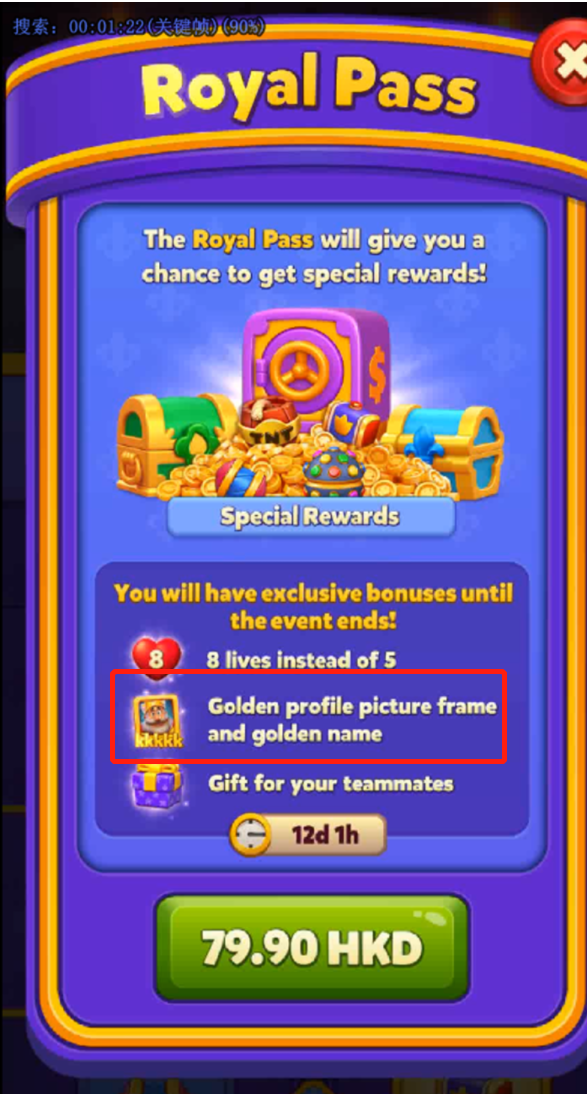 搜索：00:01:22(关键帧)(90%)
Royal Pass
The Royal Pass will give you a
chance to get special rewards!
$
TNT
Special Rewards
You will have exclusive bonuses until
the event ends!
8
8 lives instead of 5
Golden profile picture frame
kkkkk
and golden name
Gift for your teammates
12d 1h
79.90 HKD